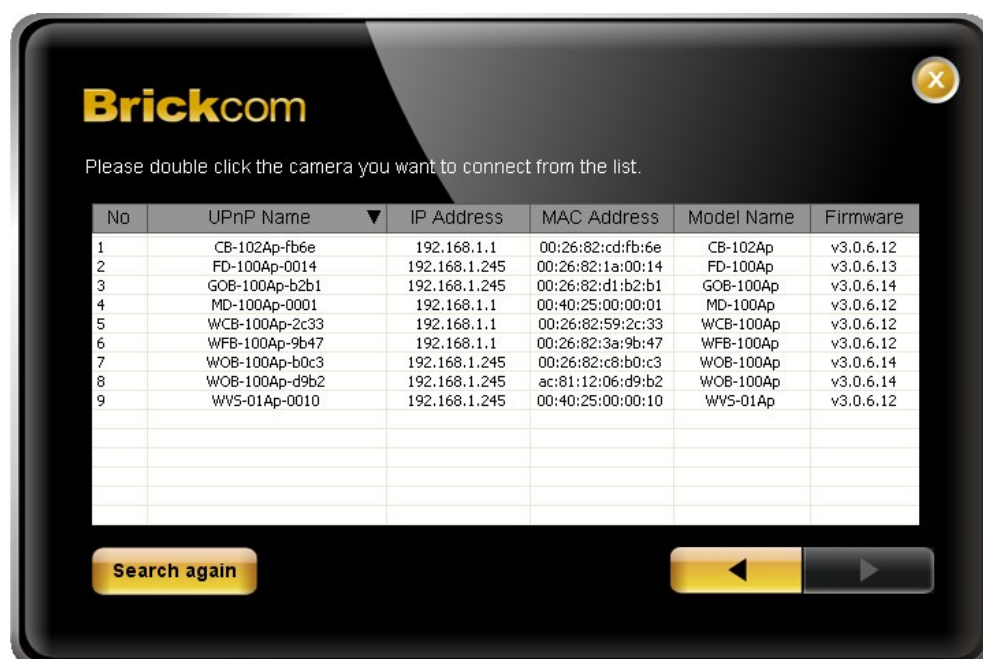 Brickcom
Please double click the camera you want to connect from the list.
No UPnP Name IP Address MAC Address Model Name Firmware
1 CB-102Ap-fb6e 192.168.1.1 00:26:82:cd:fb:6e CB-102Ap v3.0.6.12
2 FD-100Ap-0014 192.168.1.245 00:26:82:1a:00:14 FD-100Ap v3.0.6.13
3 GOB-100Ap-b2b1 192.168.1.245 00:26:82:d1:b2:b1 GOB-100Ap v3.0.6.14
4 MD-100Ap-0001 192.168.1.1 00:40:25:00:00:01 MD-100Ap v3.0.6.12
5 WCB-100Ap-2c33 192.168.1.1 00:26:82:59:2c:33 WCB-100Ap v3.0.6.12
6 WFB-100Ap-9b47 192.168.1.1 00:26:82:3a:9b:47 WFB-100Ap v3.0.6.12
7 WOB-100Ap-b0c3 192.168.1.245 00:26:82:c8:b0:c3 WOB-100Ap v3.0.6.14
8 WOB-100Ap-d9b2 192.168.1.245 ac:81:12:06:d9:b2 WOB-100Ap v3.0.6.14
9 WVS-01Ap-0010 192.168.1.245 00:40:25:00:00:10 WVS-01Ap v3.0.6.12
Search again